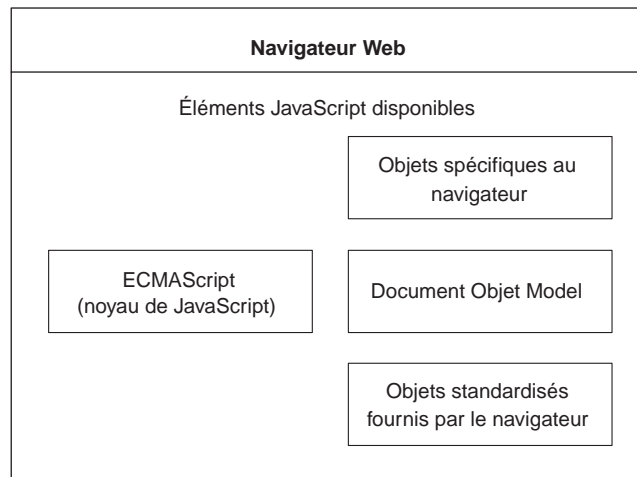 Navigateur Web
Éléments JavaScript disponibles
Objets spécifiques au
navigateur
ECMAScript
(noyau de JavaScript)
Document Objet Model
Objets standardisés
fournis par le navigateur